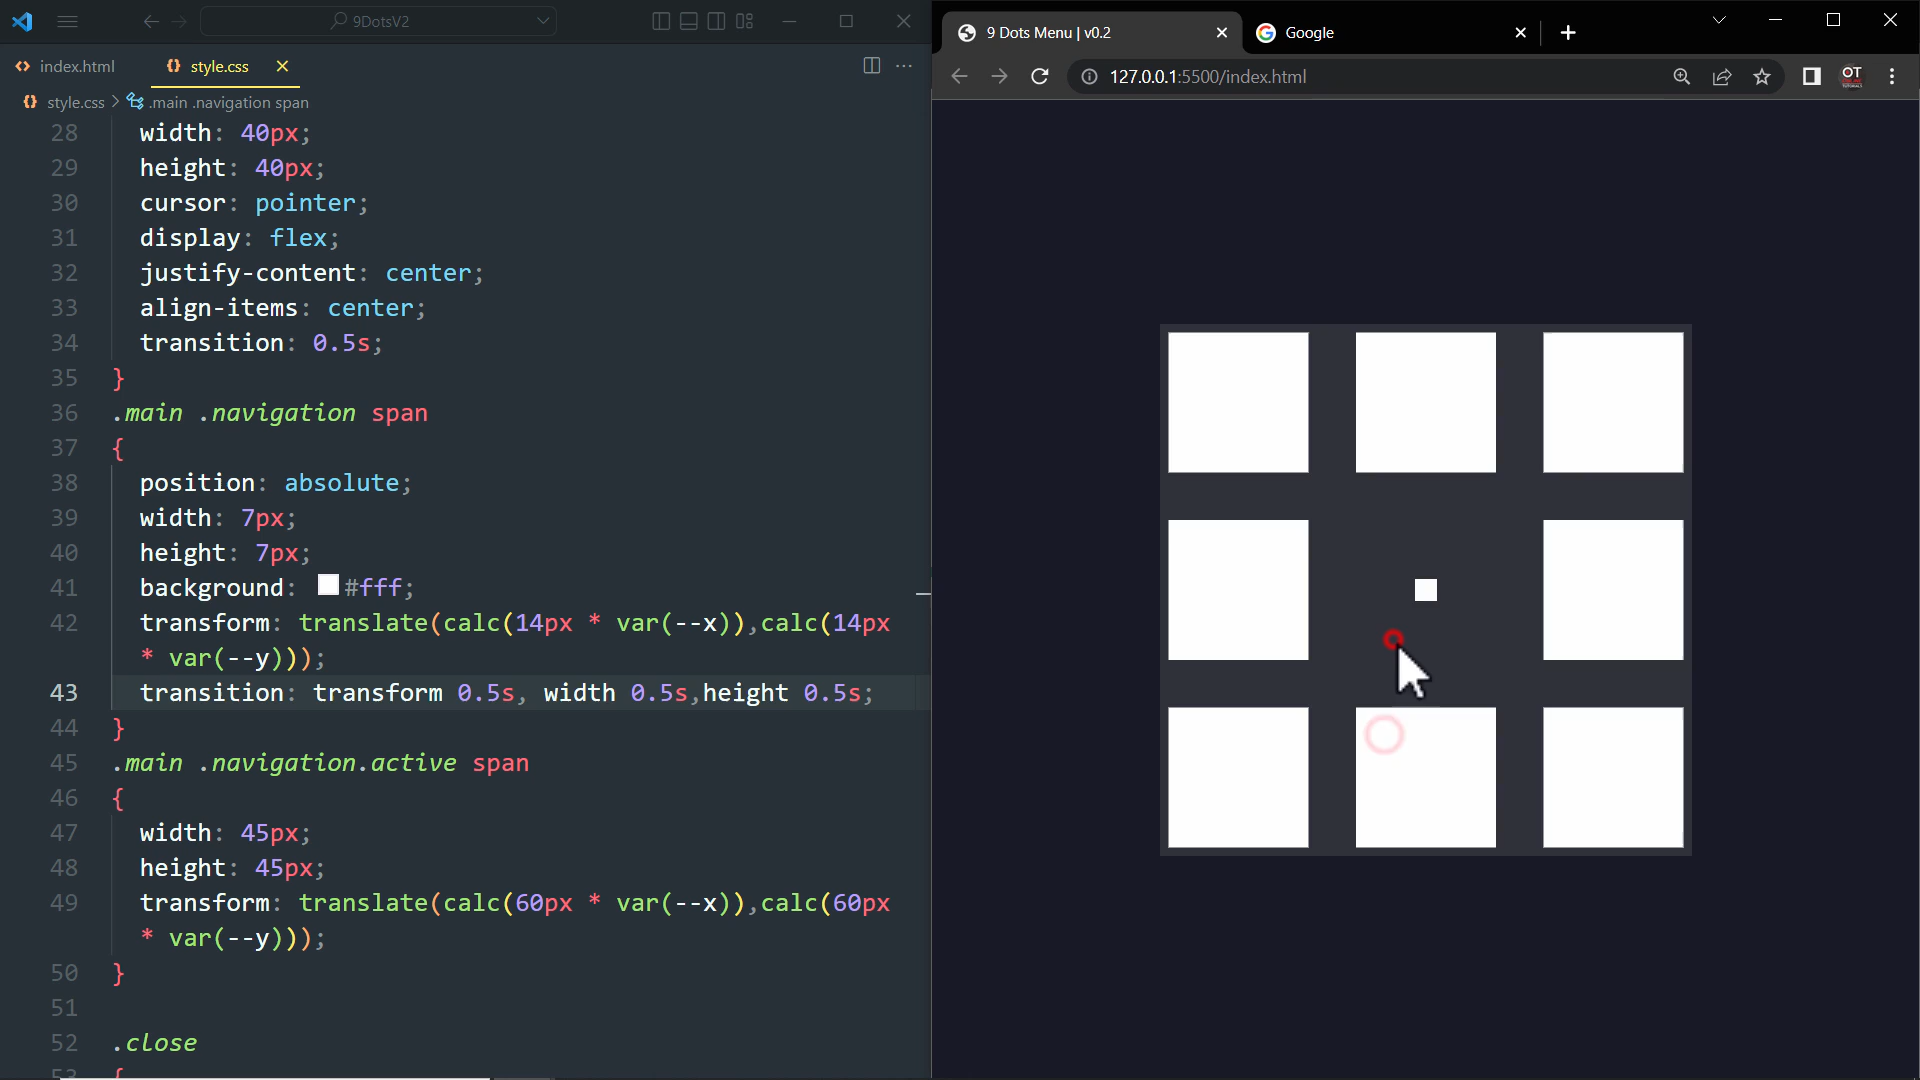 9DotsV2
index.html
style.css
style.css > .main .navigation span
28 width: 40px;
29 height: 40px;
30 cursor: pointer;
31 display: flex;
32 justify-content: center;
33 align-items: center;
34 transition: 0.5s;
35 }
36 .main .navigation span
37 {
38 position: absolute;
39 width: 7px;
40 height: 7px;
41 background: #fff;
42 transform: translate(calc(14px * var(--x)),calc(14px
* var(--y)));
43 transition: transform 0.5s, width 0.5s,height 0.5s;
44 }
45 .main .navigation.active span
46 {
47 width: 45px;
48 height: 45px;
49 transform: translate(calc(60px * var(--x)),calc(60px
* var(--y)));
50 }
51
52 .close
53 {
9 Dots Menu | v0.2
Google
127.0.0.1:5500/index.html
OT